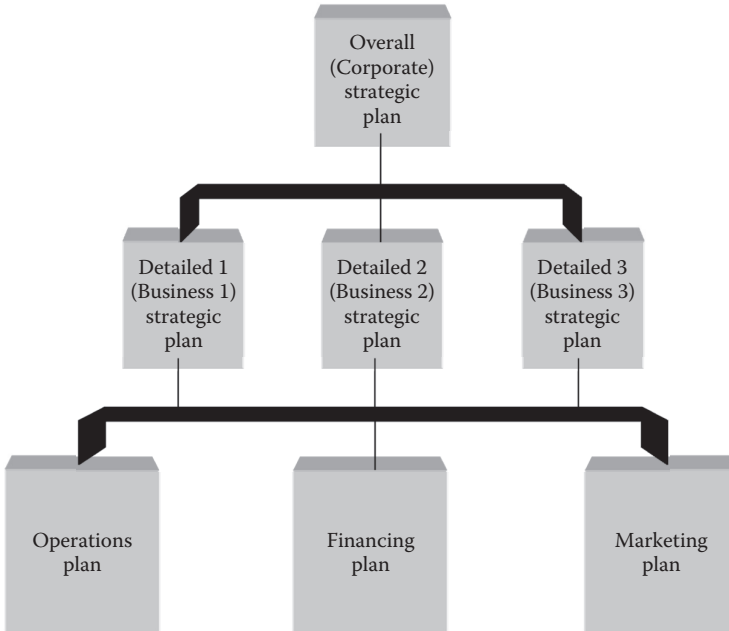 Overall
(Corporate)
strategic
plan
Detailed 1
(Business 1)
strategic
plan
Detailed 2
(Business 2)
strategic
plan
Detailed 3
(Business 3)
strategic
plan
Operations
plan
Financing
plan
Marketing
plan